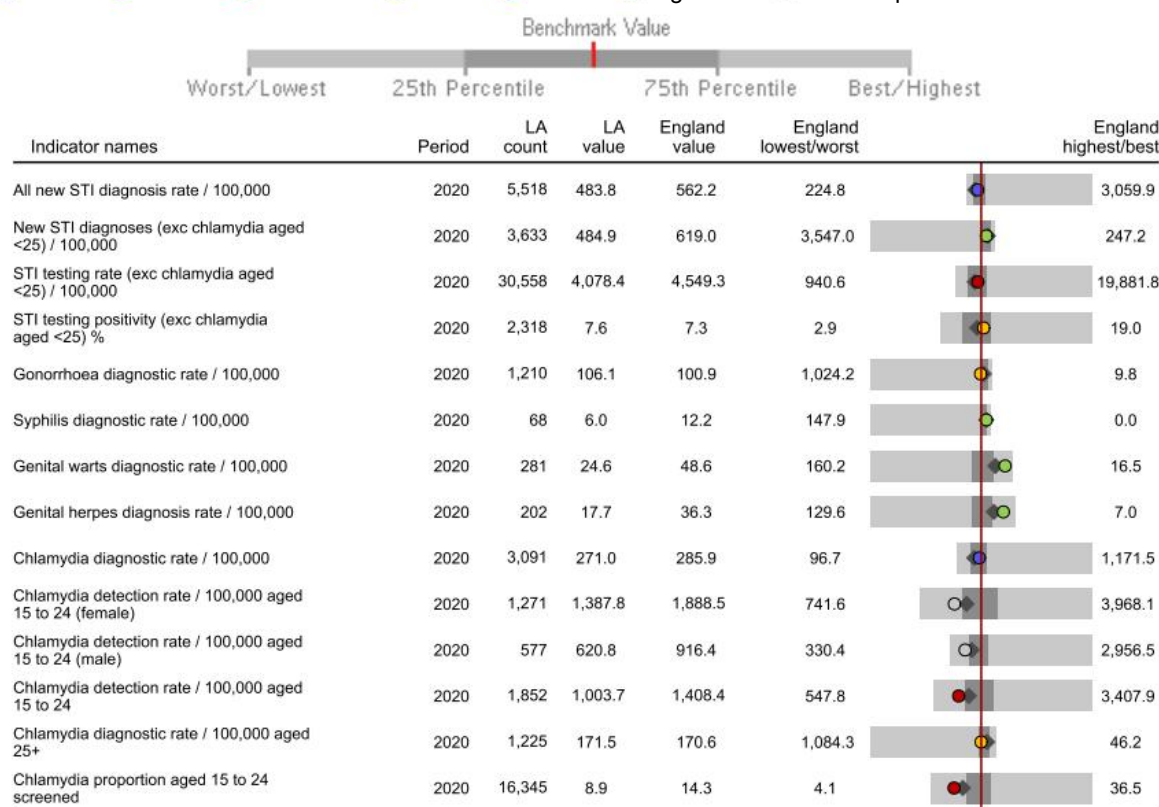 Benchmark Value
Worst/Lowest 25th Percentile 75th Percentile Best/Highest
Indicator names Period LA count LA value England value England lowest/worst England highest/best
All new STI diagnosis rate / 100,000 2020 5,518 483.8 562.2 224.8 3,059.9
New STI diagnoses (exc chlamydia aged
<25) / 100,000 2020 3,633 484.9 619.0 3,547.0 247.2
STI testing rate (exc chlamydia aged
<25) / 100,000 2020 30,558 4,078.4 4,549.3 940.6 19,881.8
STI testing positivity (exc chlamydia
aged <25) % 2020 2,318 7.6 7.3 2.9 19.0
Gonorrhoea diagnostic rate / 100,000 2020 1,210 106.1 100.9 1,024.2 9.8
Syphilis diagnostic rate / 100,000 2020 68 6.0 12.2 147.9 0.0
Genital warts diagnostic rate / 100,000 2020 281 24.6 48.6 160.2 16.5
Genital herpes diagnosis rate / 100,000 2020 202 17.7 36.3 129.6 7.0
Chlamydia diagnostic rate / 100,000 2020 3,091 271.0 285.9 96.7 1,171.5
Chlamydia detection rate / 100,000 aged
15 to 24 (female) 2020 1,271 1,387.8 1,888.5 741.6 3,968.1
Chlamydia detection rate / 100,000 aged
15 to 24 (male) 2020 577 620.8 916.4 330.4 2,956.5
Chlamydia detection rate / 100,000 aged
15 to 24 2020 1,852 1,003.7 1,408.4 547.8 3,407.9
Chlamydia diagnostic rate / 100,000 aged
25+ 2020 1,225 171.5 170.6 1,084.3 46.2
Chlamydia proportion aged 15 to 24
screened 2020 16,345 8.9 14.3 4.1 36.5